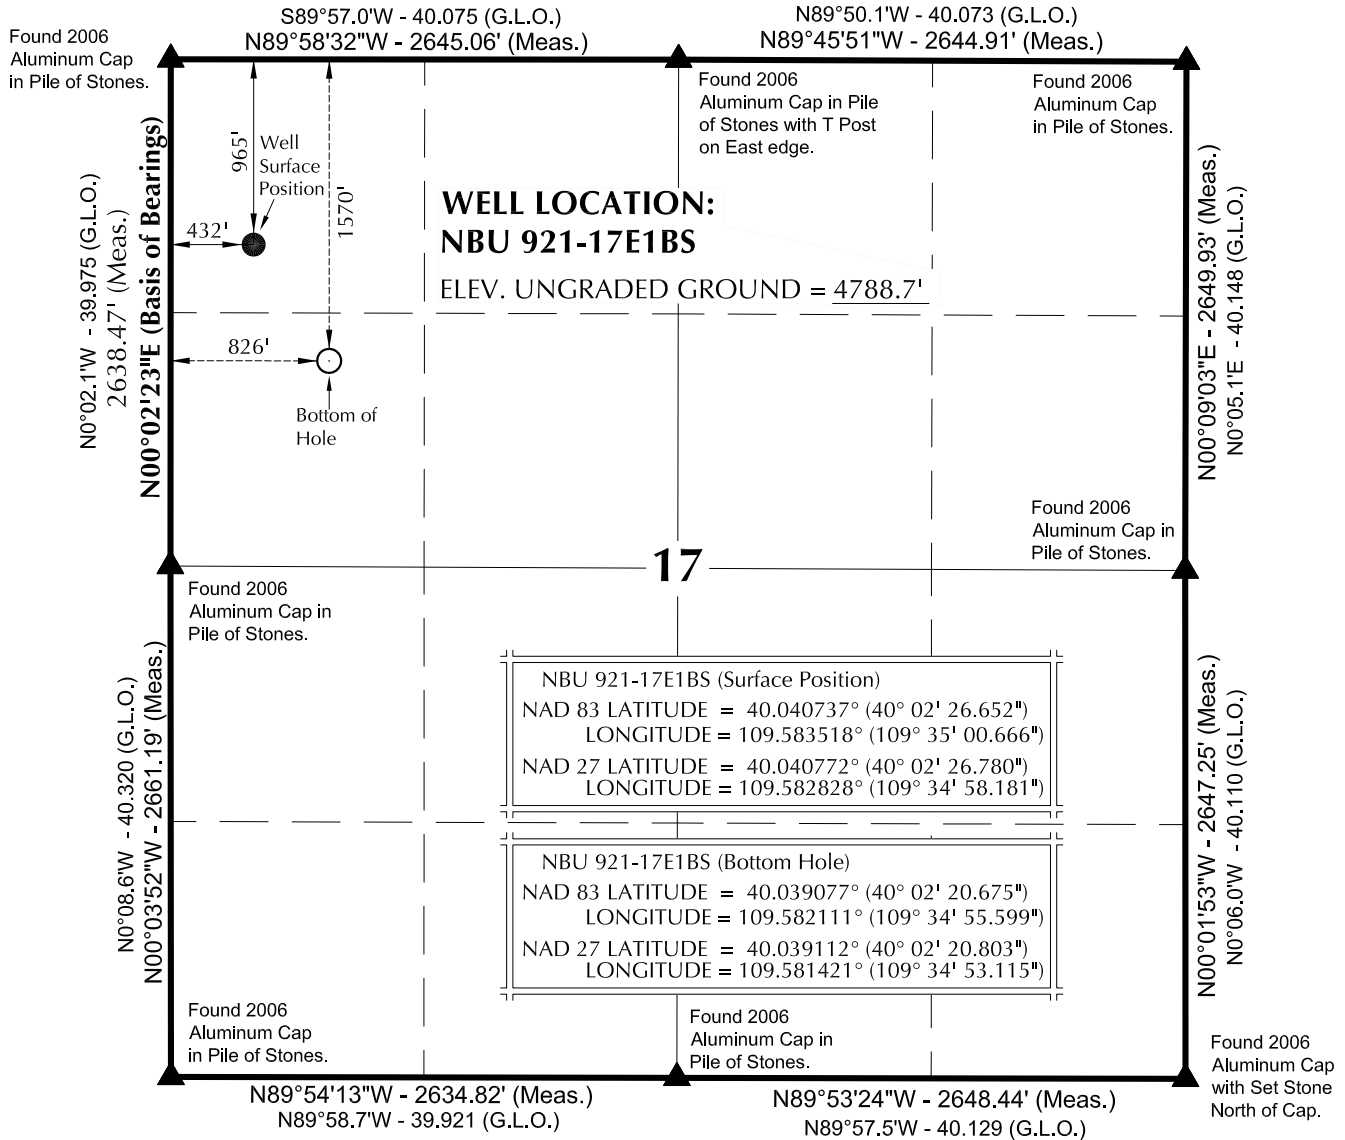 S89°57.0'W - 40.075 (G.L.O.)
N89°58'32"W - 2645.06' (Meas.)
N89°50.1'W - 40.073 (G.L.O.)
N89°45'51"W - 2644.91' (Meas.)
Found 2006
Aluminum Cap
in Pile of Stones.
Found 2006
Aluminum Cap in Pile
of Stones with T Post
on East edge.
Found 2006
Aluminum Cap
in Pile of Stones.
965'
Well
Surface
Position
1570'
432'
826'
Bottom of
Hole
WELL LOCATION:
NBU 921-17E1BS
ELEV. UNGRADED GROUND = 4788.7'
N0°02.1'W - 39.975 (G.L.O.)
2638.47' (Meas.)
N00°02'23"E (Basis of Bearings)
N00°09'03"E - 2649.93' (Meas.)
N0°05.1'E - 40.148 (G.L.O.)
Found 2006
Aluminum Cap in
Pile of Stones.
17
Found 2006
Aluminum Cap in
Pile of Stones.
N0°08.6'W - 40.320 (G.L.O.)
N00°03'52"W - 2661.19' (Meas.)
NBU 921-17E1BS (Surface Position)
NAD 83 LATITUDE = 40.040737° (40° 02' 26.652")
LONGITUDE = 109.583518° (109° 35' 00.666")
NAD 27 LATITUDE = 40.040772° (40° 02' 26.780")
LONGITUDE = 109.582828° (109° 34' 58.181")
NBU 921-17E1BS (Bottom Hole)
NAD 83 LATITUDE = 40.039077° (40° 02' 20.675")
LONGITUDE = 109.582111° (109° 34' 55.599")
NAD 27 LATITUDE = 40.039112° (40° 02' 20.803")
LONGITUDE = 109.581421° (109° 34' 53.115")
N00°01'53"W - 2647.25' (Meas.)
N0°06.0'W - 40.110 (G.L.O.)
Found 2006
Aluminum Cap
in Pile of Stones.
Found 2006
Aluminum Cap in
Pile of Stones.
Found 2006
Aluminum Cap
with Set Stone
North of Cap.
N89°54'13"W - 2634.82' (Meas.)
N89°58.7'W - 39.921 (G.L.O.)
N89°53'24"W - 2648.44' (Meas.)
N89°57.5'W - 40.129 (G.L.O.)